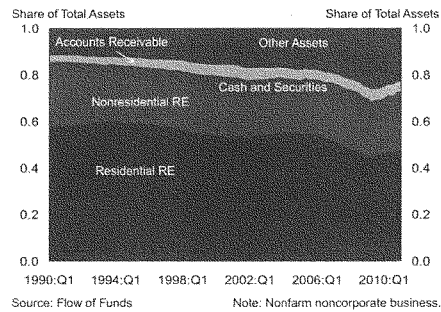 Share of Total Assets Share of Total Assets
1.0 1.0
Accounts Receivable Other Assets
0.8 0.8
Cash and Securities
Nonresidential RE
0.6 0.6
0.4 0.4
Residential RE
0.2 0.2
0.0 0.0
1990:Q1 1994:Q1 1998:Q1 2002:Q1 2006:Q1 2010:Q1
Source: Flow of Funds Note: Nonfarm noncorporate business.